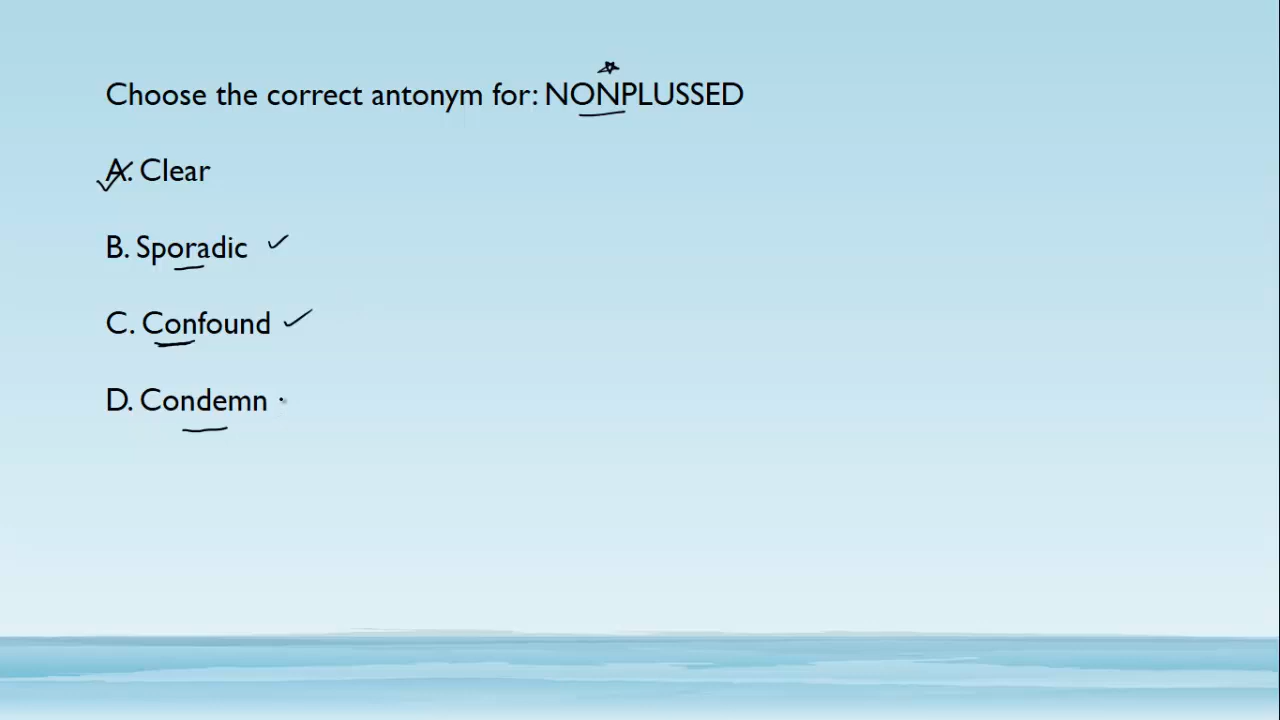 Choose the correct antonym for: NONPLUSSED
A. Clear
B. Sporadic
C. Confound
D. Condemn